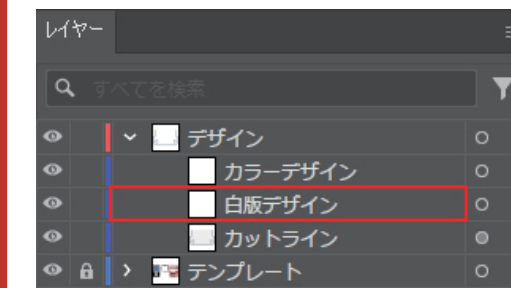 レイヤー
すべてを検索
デザイン
カラーデザイン
白版デザイン
カットライン
テンプレート